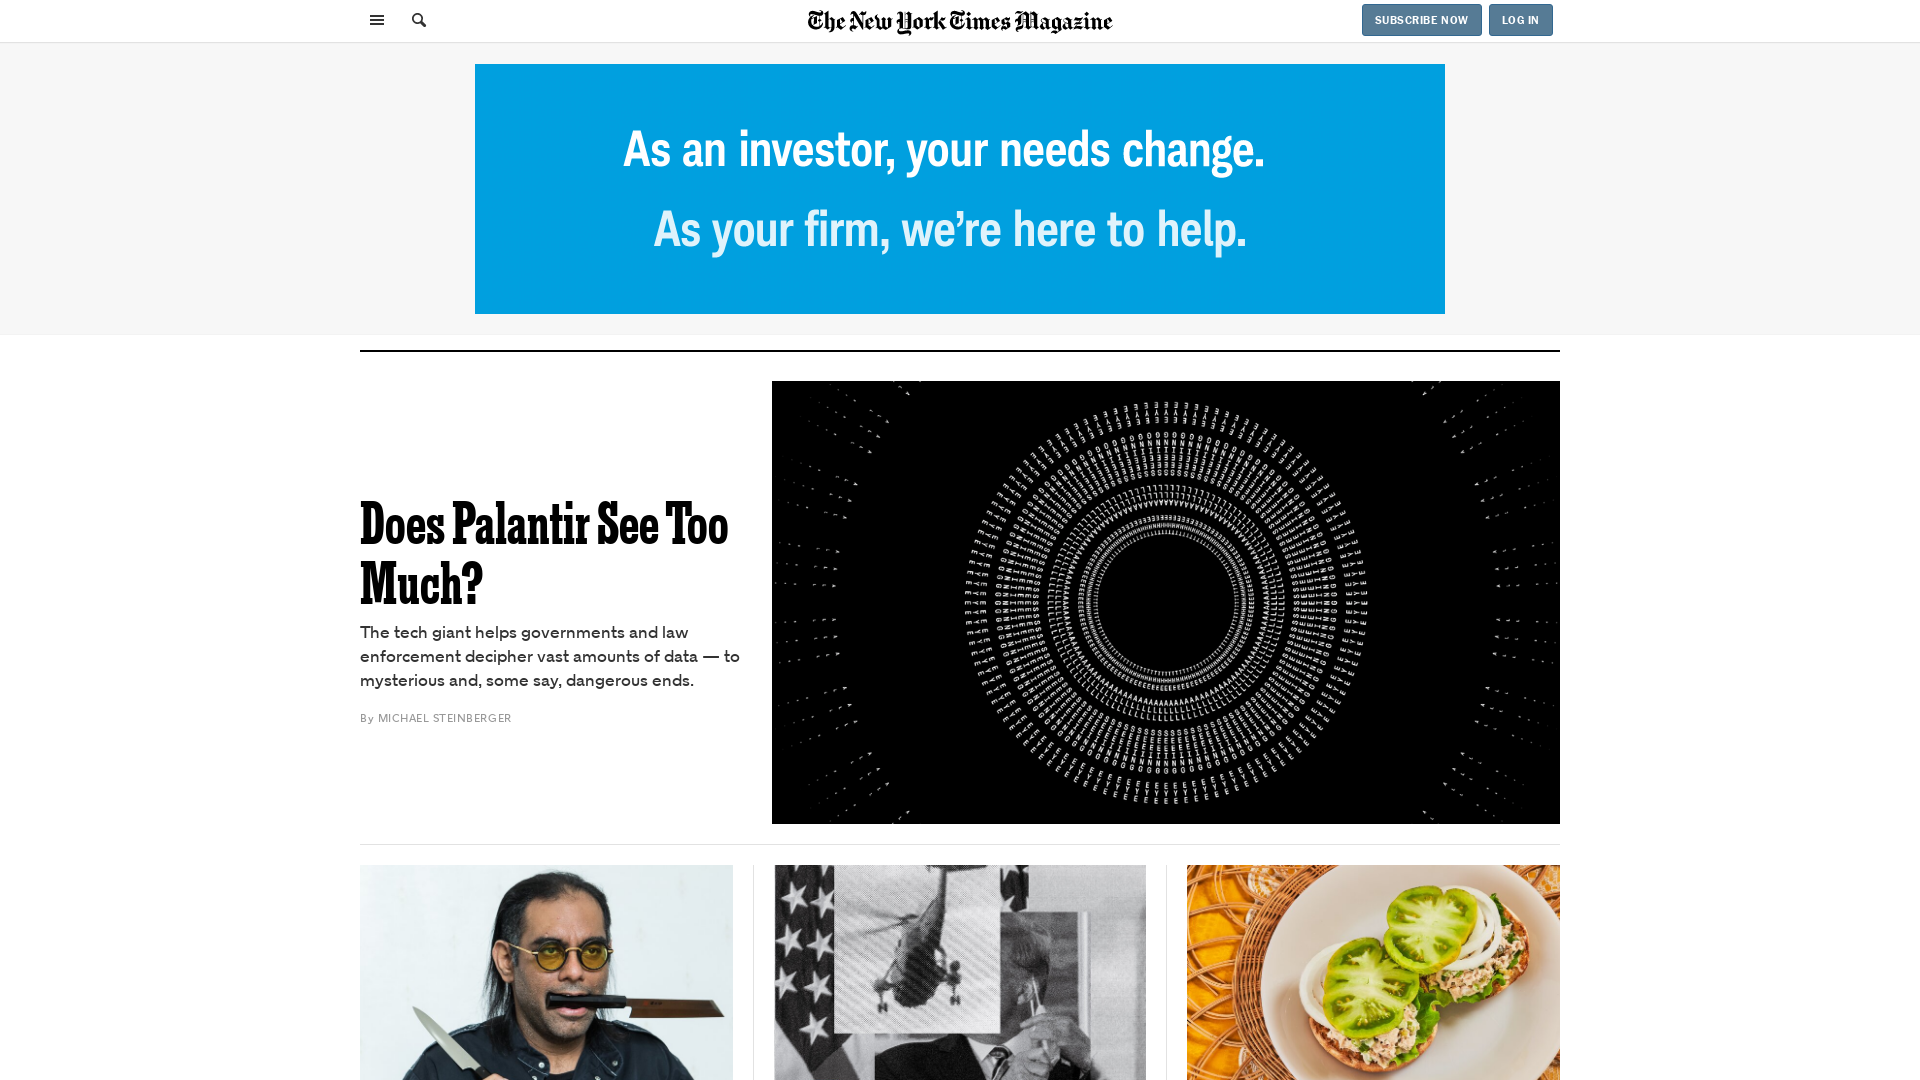 The New York Times Magazine
SUBSCRIBE NOW
LOG IN
As an investor, your needs change.
As your firm, we’re here to help.
Does Palantir See Too
Much?
The tech giant helps governments and law
enforcement decipher vast amounts of data — to
mysterious and, some say, dangerous ends.
By MICHAEL STEINBERGER